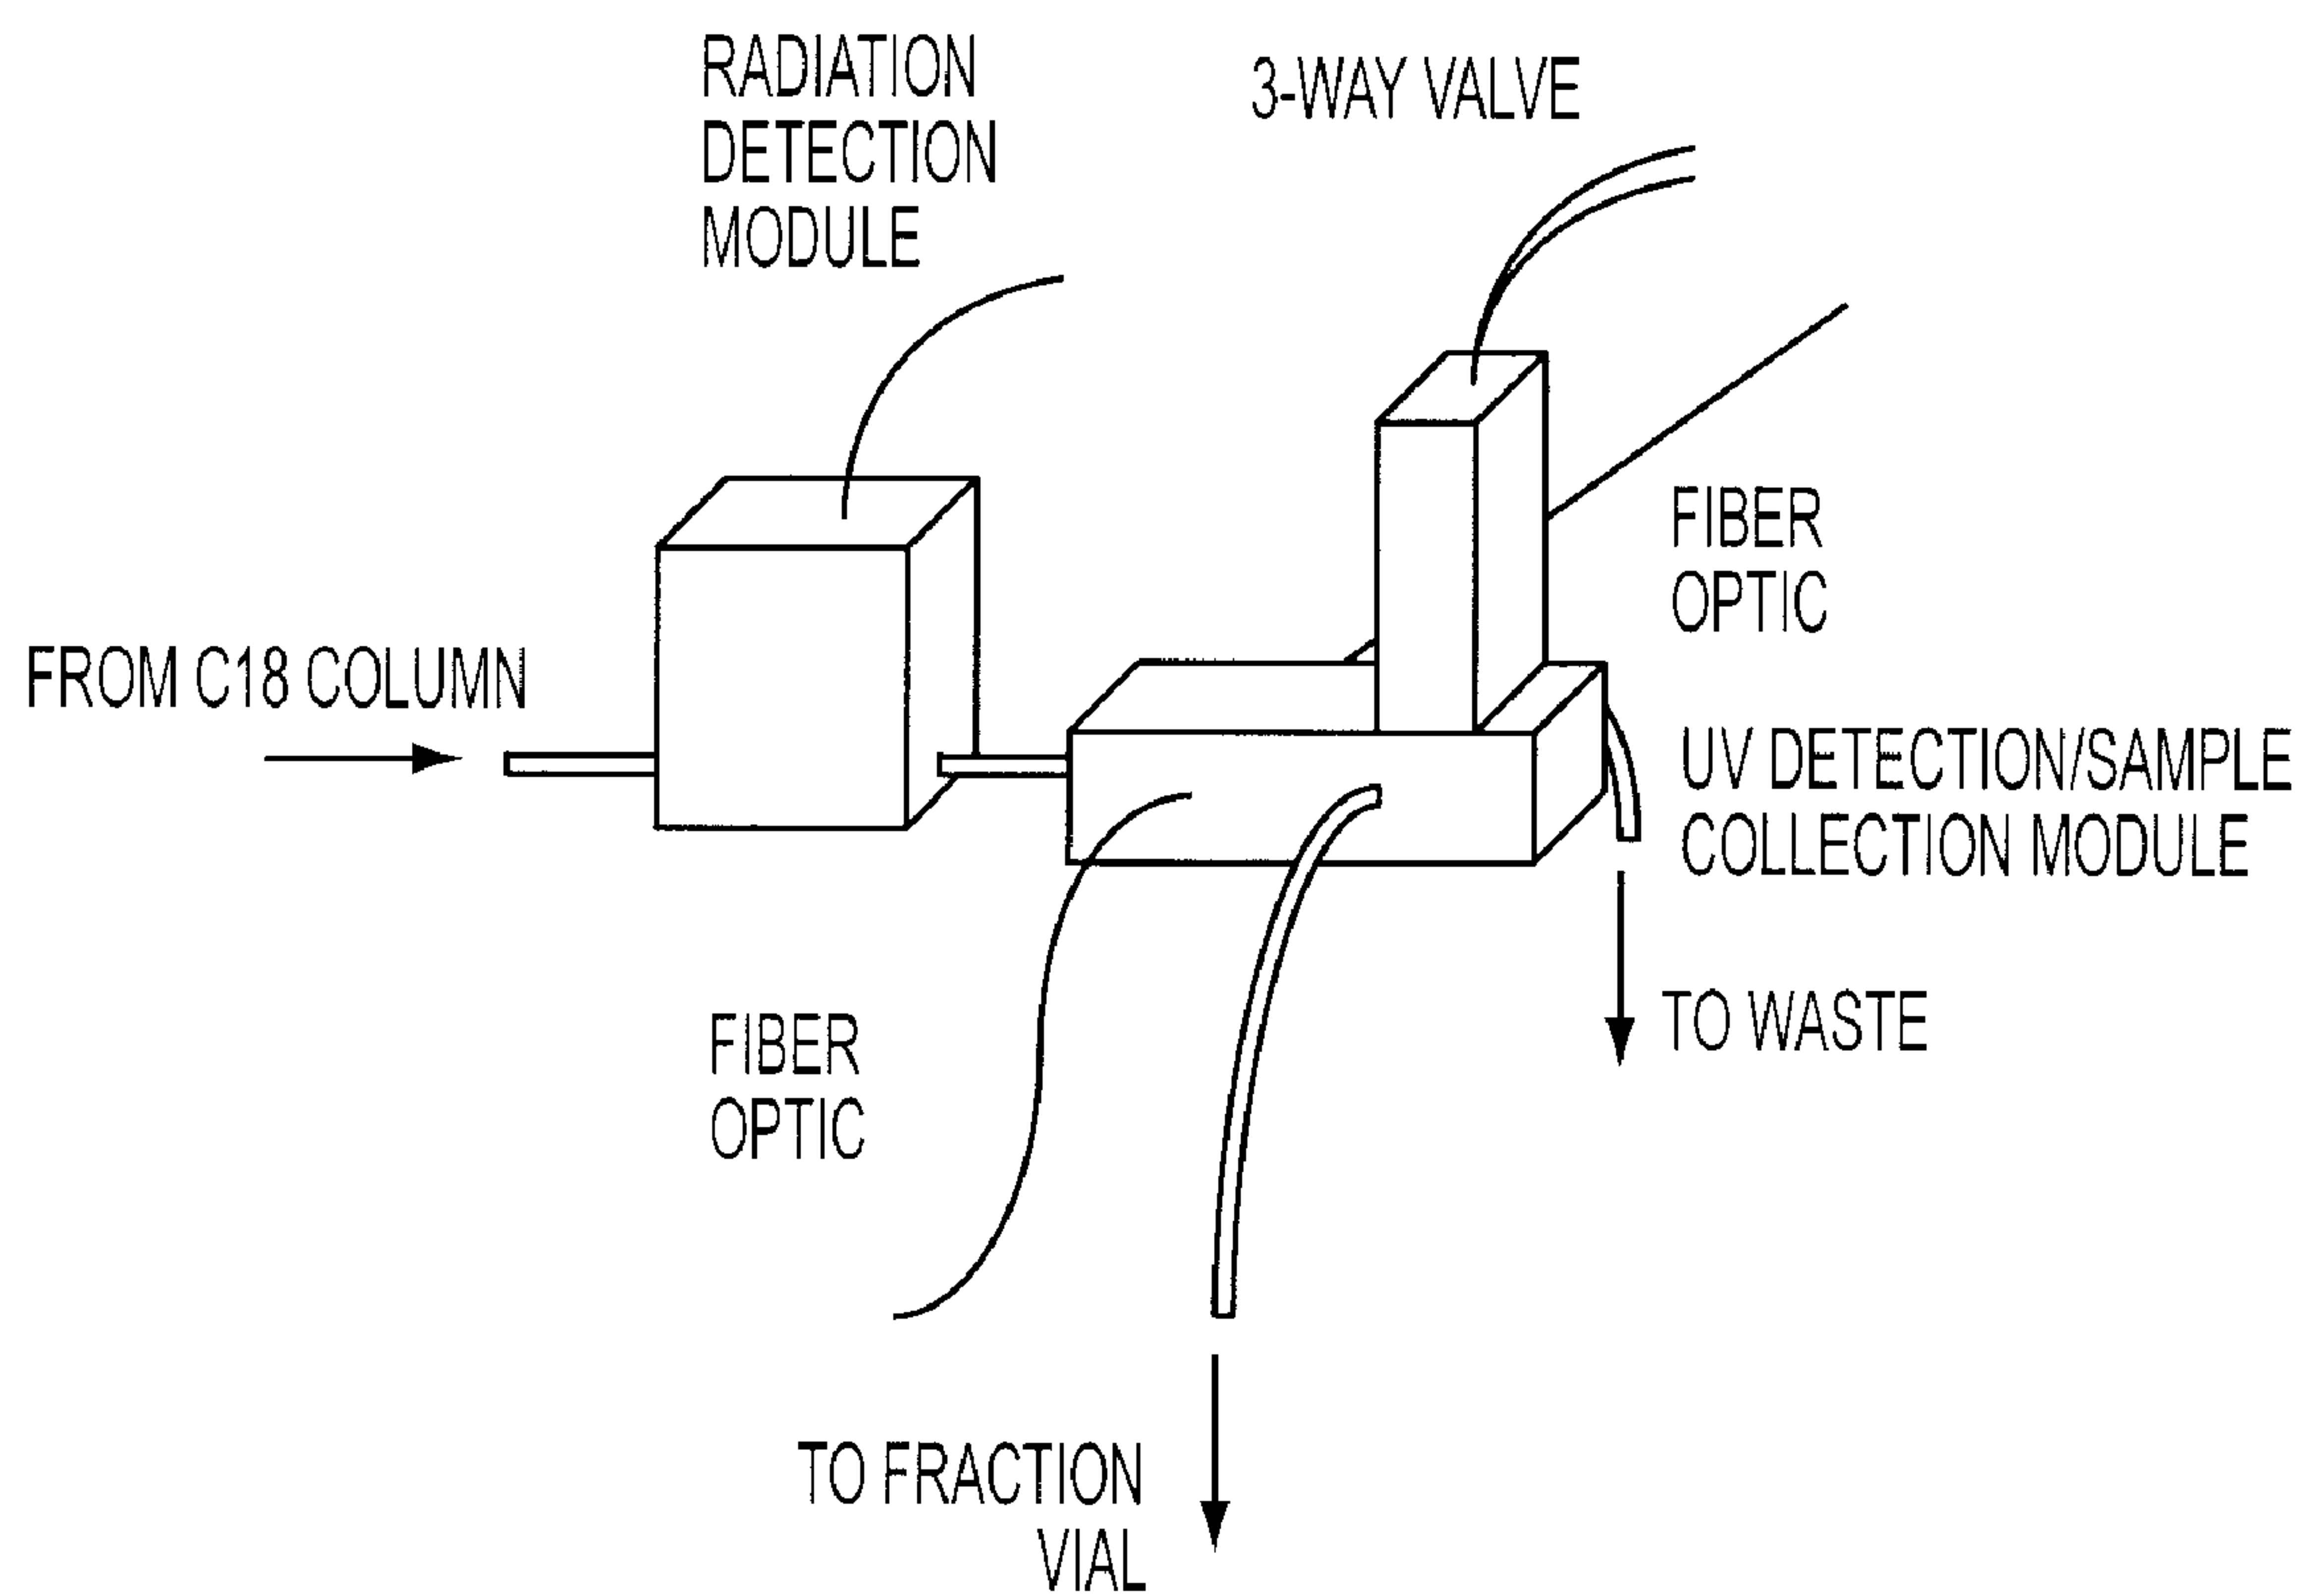 RADIATION
DETECTION
MODULE
3-WAY VALVE
FIBER
OPTIC
FROM C18 COLUMN
UV DETECTION/SAMPLE
COLLECTION MODULE
TO WASTE
FIBER
OPTIC
TO FRACTION
VIAL